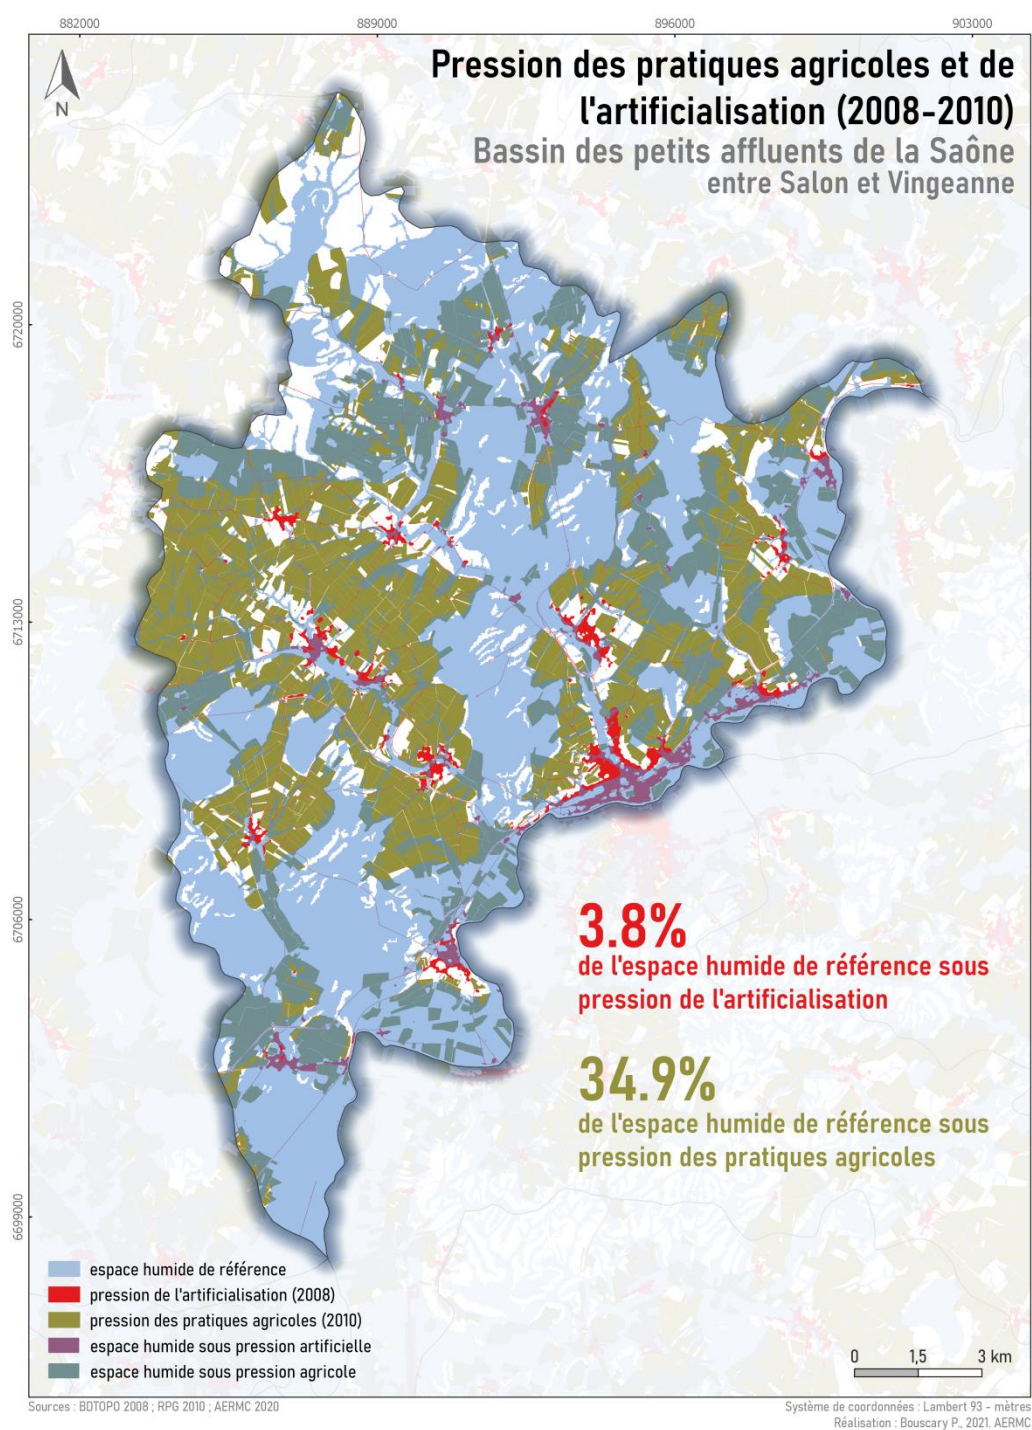 882000
889000
896000
903000
Pression des pratiques agricoles et de
l'artificialisation (2008-2010)
Bassin des petits affluents de la Saône
entre Salon et Vingeanne
N
6720000
6713000
6706000
6699000
3.8%
de l'espace humide de référence sous
pression de l'artificialisation
34.9%
de l'espace humide de référence sous
pression des pratiques agricoles
espace humide de référence
pression de l'artificialisation (2008)
pression des pratiques agricoles (2010)
espace humide sous pression artificielle
espace humide sous pression agricole
0 1,5 3 km
Sources : BDTOPO 2008 ; RPG 2010 ; AERMC 2020
Système de coordonnées : Lambert 93 - mètres
Réalisation : Bouscary P., 2021. AERMC